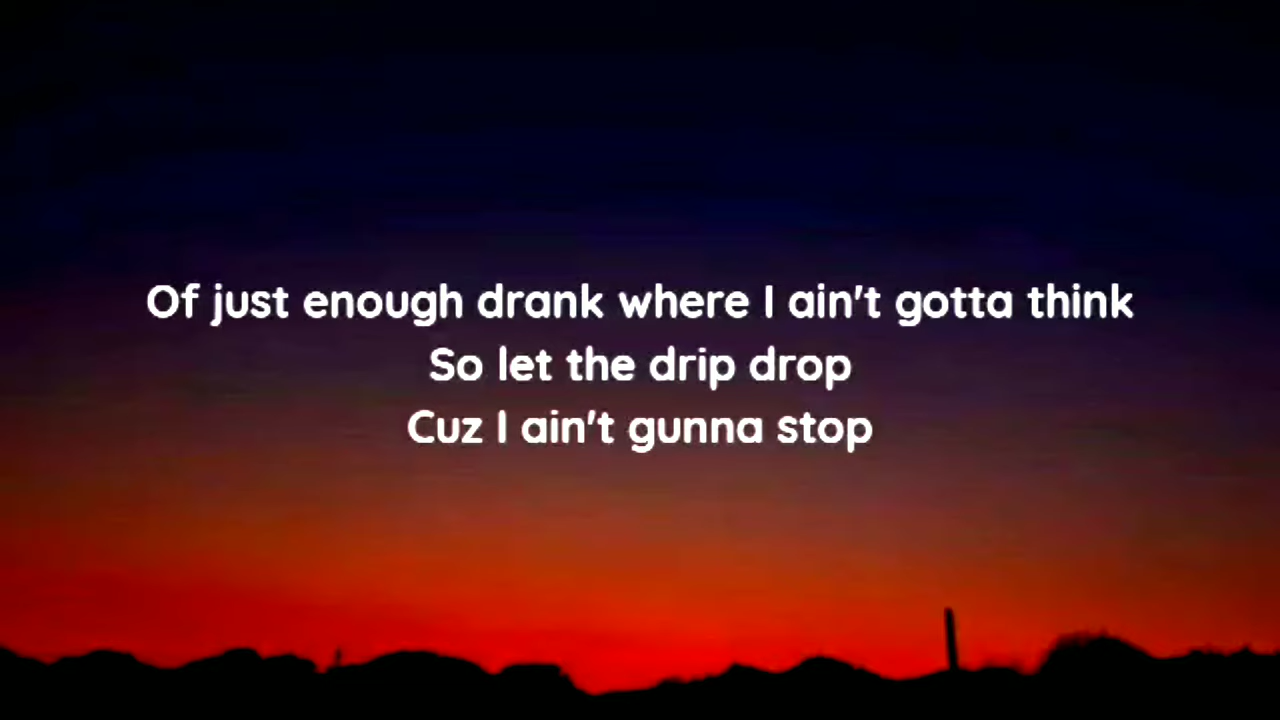 Of just enough drank where I ain't gotta think
So let the drip drop
Cuz I ain't gunna stop